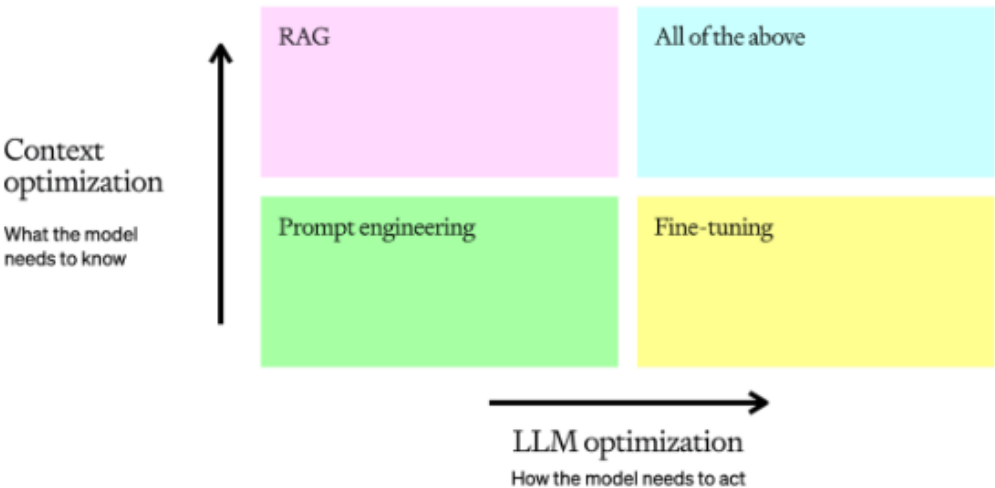 RAG
All of the above
Context
optimization
What the model
needs to know
Prompt engineering
Fine-tuning
LLM optimization
How the model needs to act